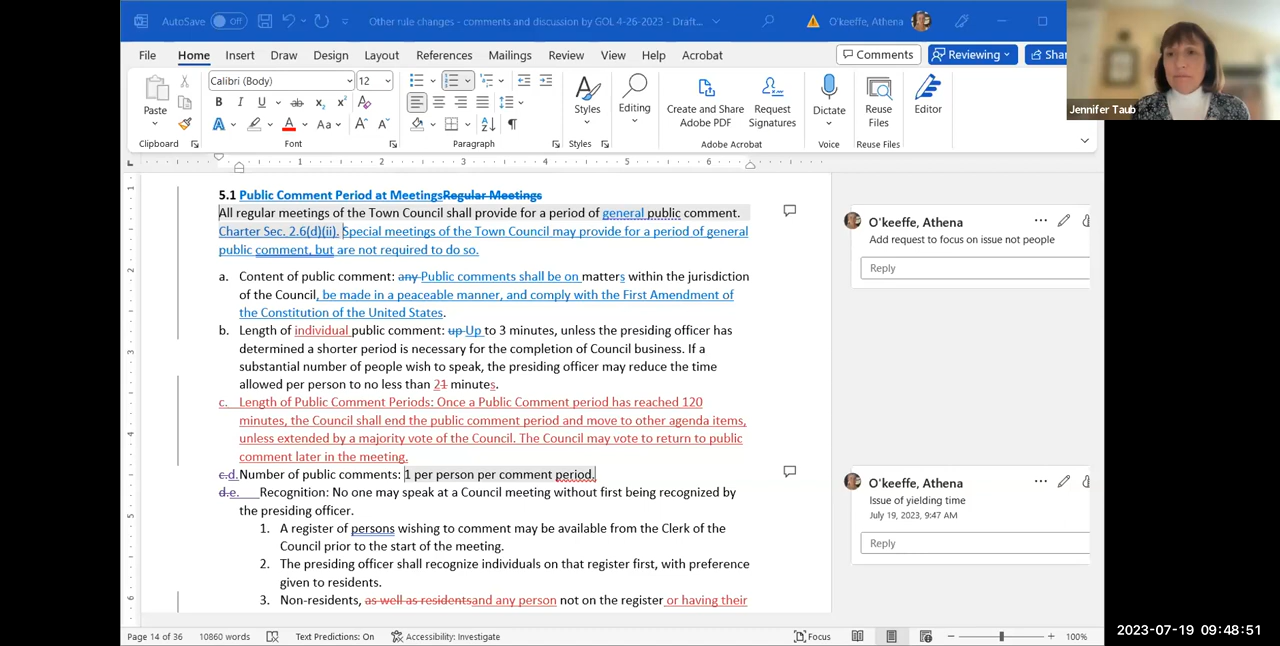 AutoSave Off Other rule changes - comments and discussion by GOL 4-26-2023 - Draft... O'keeffe, Athena
File Home Insert Draw Design Layout References Mailings Review View Help Acrobat Comments Reviewing Shar
Calibri (Body) 12
Paste Styles Editing Create and Share Adobe PDF Request Signatures Dictate Reuse Files Editor
Clipboard Font Paragraph Styles Adobe Acrobat Voice Reuse Files
Jennifer Taub
5.1 Public Comment Period at MeetingsRegular Meetings
All regular meetings of the Town Council shall provide for a period of general public comment.
Charter Sec. 2.6(d)(ii). Special meetings of the Town Council may provide for a period of general
public comment, but are not required to do so.
a. Content of public comment: any Public comments shall be on matters within the jurisdiction
of the Council, be made in a peaceable manner, and comply with the First Amendment of
the Constitution of the United States.
b. Length of individual public comment: up Up to 3 minutes, unless the presiding officer has
determined a shorter period is necessary for the completion of Council business. If a
substantial number of people wish to speak, the presiding officer may reduce the time
allowed per person to no less than 21 minutes.
c. Length of Public Comment Periods: Once a Public Comment period has reached 120
minutes, the Council shall end the public comment period and move to other agenda items,
unless extended by a majority vote of the Council. The Council may vote to return to public
comment later in the meeting.
c.d. Number of public comments: 1 per person per comment period.
d.e. Recognition: No one may speak at a Council meeting without first being recognized by
the presiding officer.
1. A register of persons wishing to comment may be available from the Clerk of the
Council prior to the start of the meeting.
2. The presiding officer shall recognize individuals on that register first, with preference
given to residents.
3. Non-residents, as well as residentsand any person not on the register or having their
O'keeffe, Athena
Add request to focus on issue not people
Reply
O'keeffe, Athena
Issue of yielding time
July 19, 2023, 9:47 AM
Reply
Page 14 of 36 10860 words Text Predictions: On Accessibility: Investigate Focus 100%
2023-07-19 09:48:51